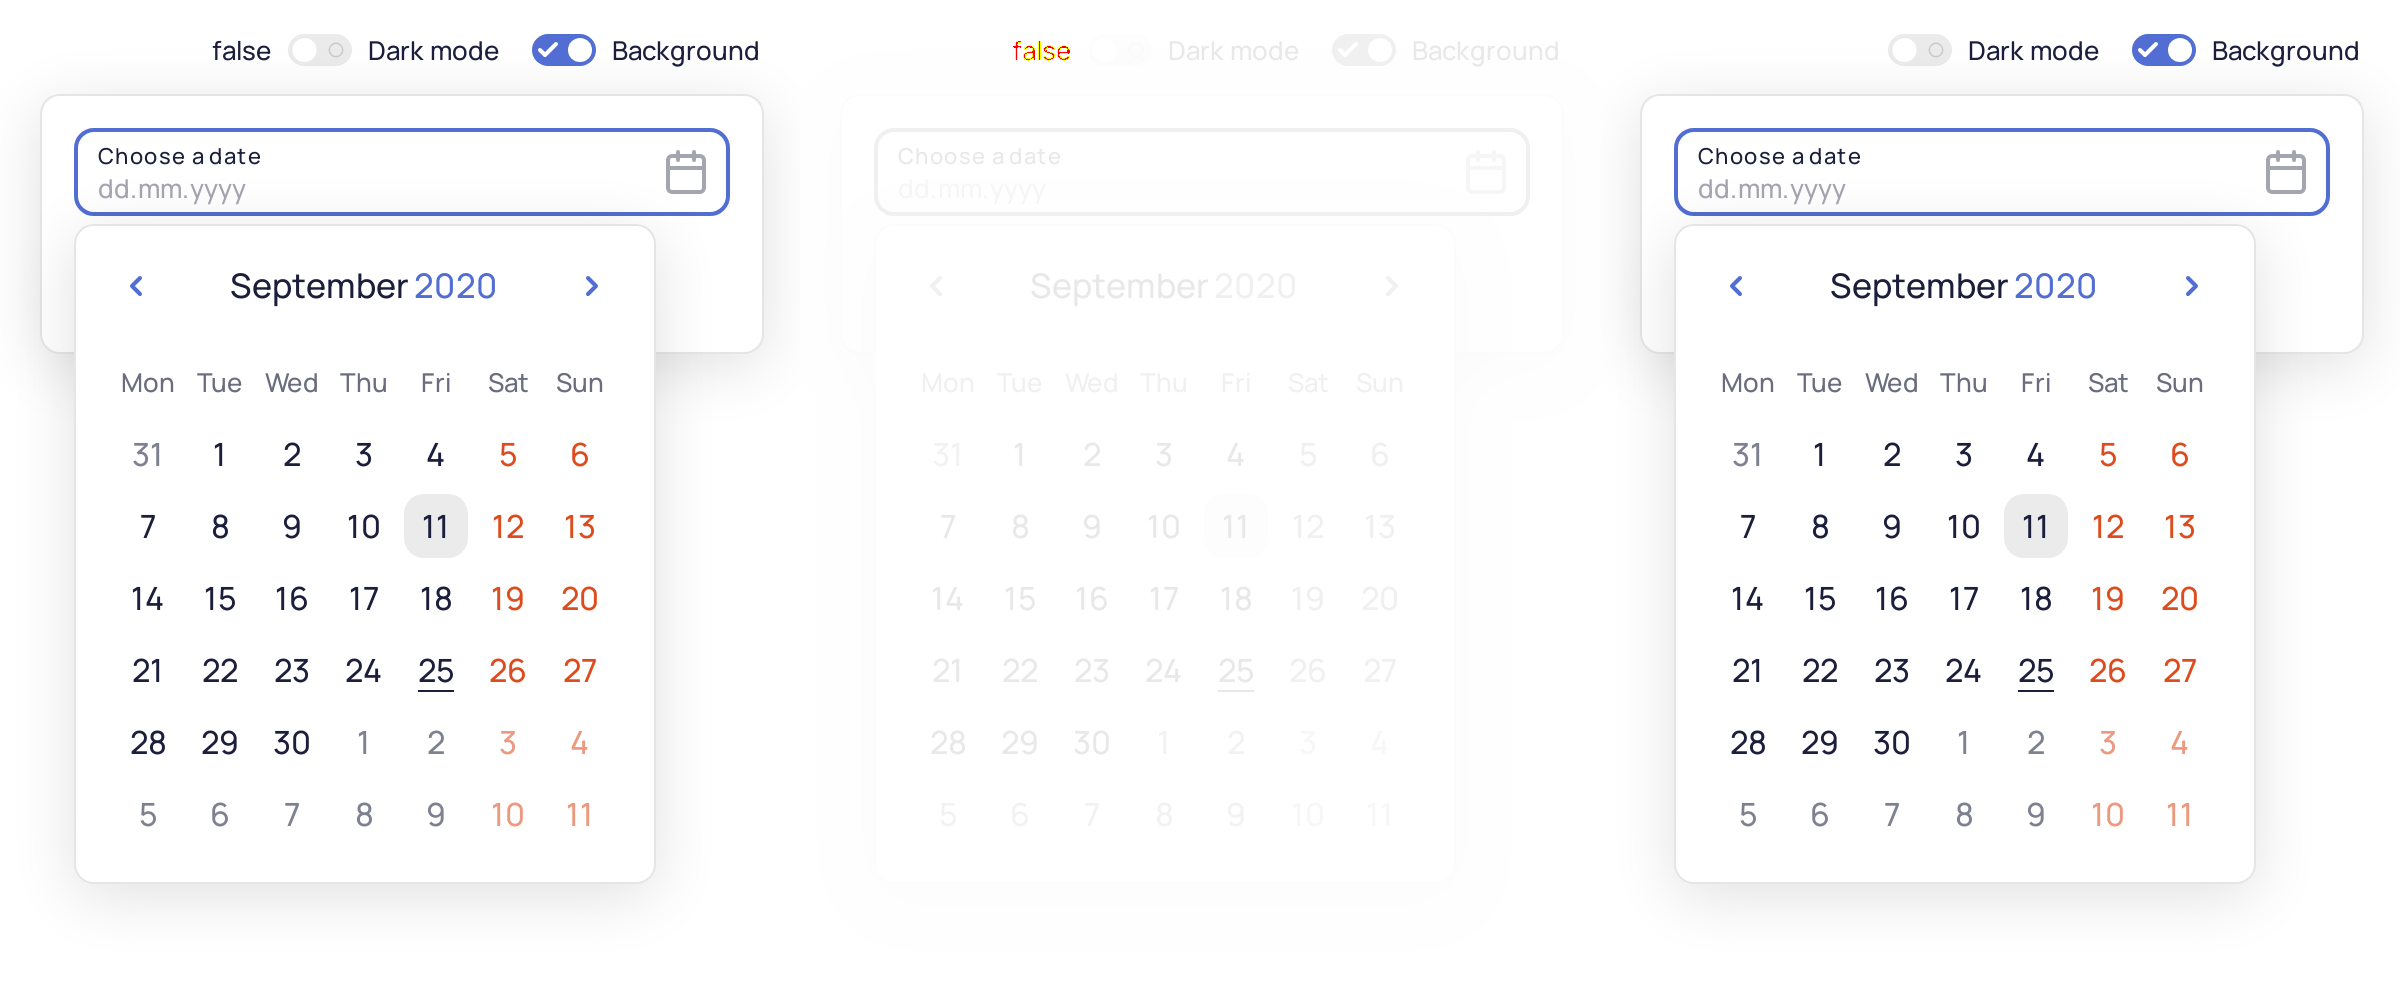 false Dark mode Background
Choose a date
dd.mm.yyyy
September 2020
Mon Tue Wed Thu Fri Sat Sun
31 1 2 3 4 5 6
7 8 9 10 11 12 13
14 15 16 17 18 19 20
21 22 23 24 25 26 27
28 29 30 1 2 3 4
5 6 7 8 9 10 11
false Dark mode Background
Choose a date
dd.mm.yyyy
September 2020
Mon Tue Wed Thu Fri Sat Sun
31 1 2 3 4 5 6
7 8 9 10 11 12 13
14 15 16 17 18 19 20
21 22 23 24 25 26 27
28 29 30 1 2 3 4
5 6 7 8 9 10 11
Dark mode Background
Choose a date
dd.mm.yyyy
September 2020
Mon Tue Wed Thu Fri Sat Sun
31 1 2 3 4 5 6
7 8 9 10 11 12 13
14 15 16 17 18 19 20
21 22 23 24 25 26 27
28 29 30 1 2 3 4
5 6 7 8 9 10 11